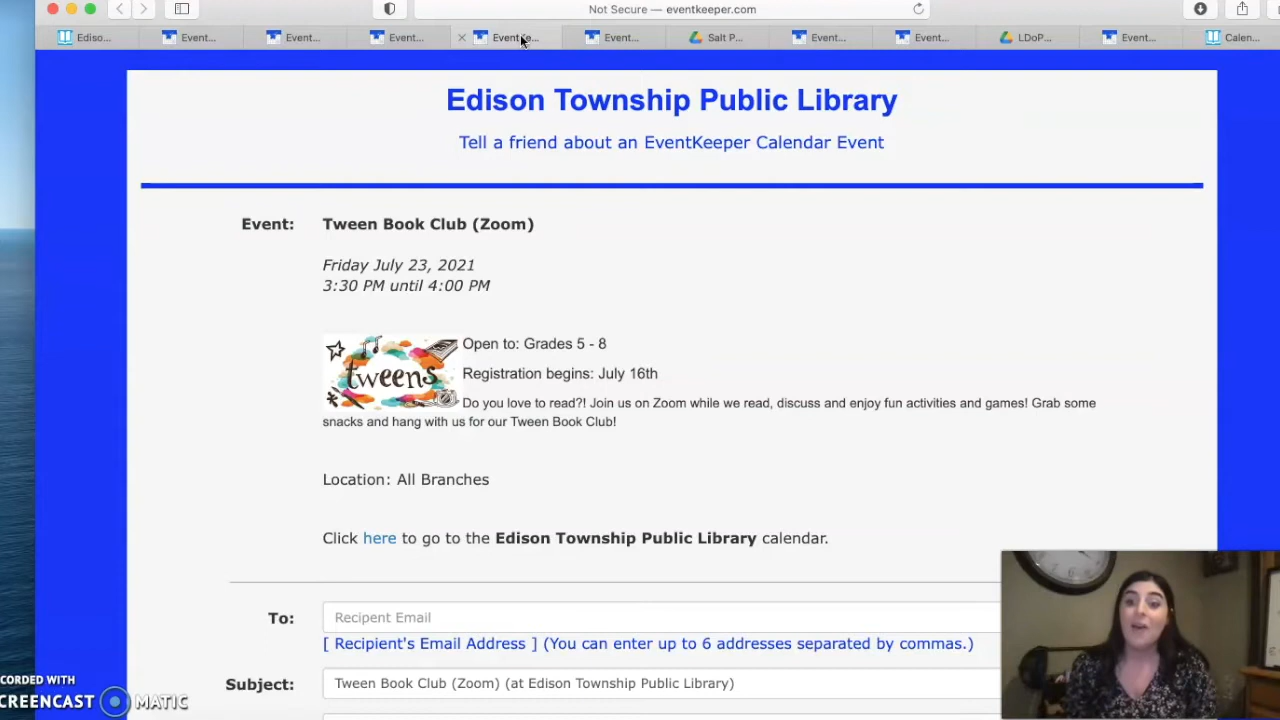 Not Secure — eventkeeper.com
Ediso...
Event...
Event...
Event...
Event...
Salt P...
Event...
Event...
LDoP...
Event...
Calen...
Edison Township Public Library
Tell a friend about an EventKeeper Calendar Event
Event: Tween Book Club (Zoom)
Friday July 23, 2021
3:30 PM until 4:00 PM
tweens
Open to: Grades 5 - 8
Registration begins: July 16th
Do you love to read?! Join us on Zoom while we read, discuss and enjoy fun activities and games! Grab some
snacks and hang with us for our Tween Book Club!
Location: All Branches
Click here to go to the Edison Township Public Library calendar.
To: Recipent Email
[ Recipient's Email Address ] (You can enter up to 6 addresses separated by commas.)
Subject: Tween Book Club (Zoom) (at Edison Township Public Library)
CORDED WITH
CREENCAST MATIC